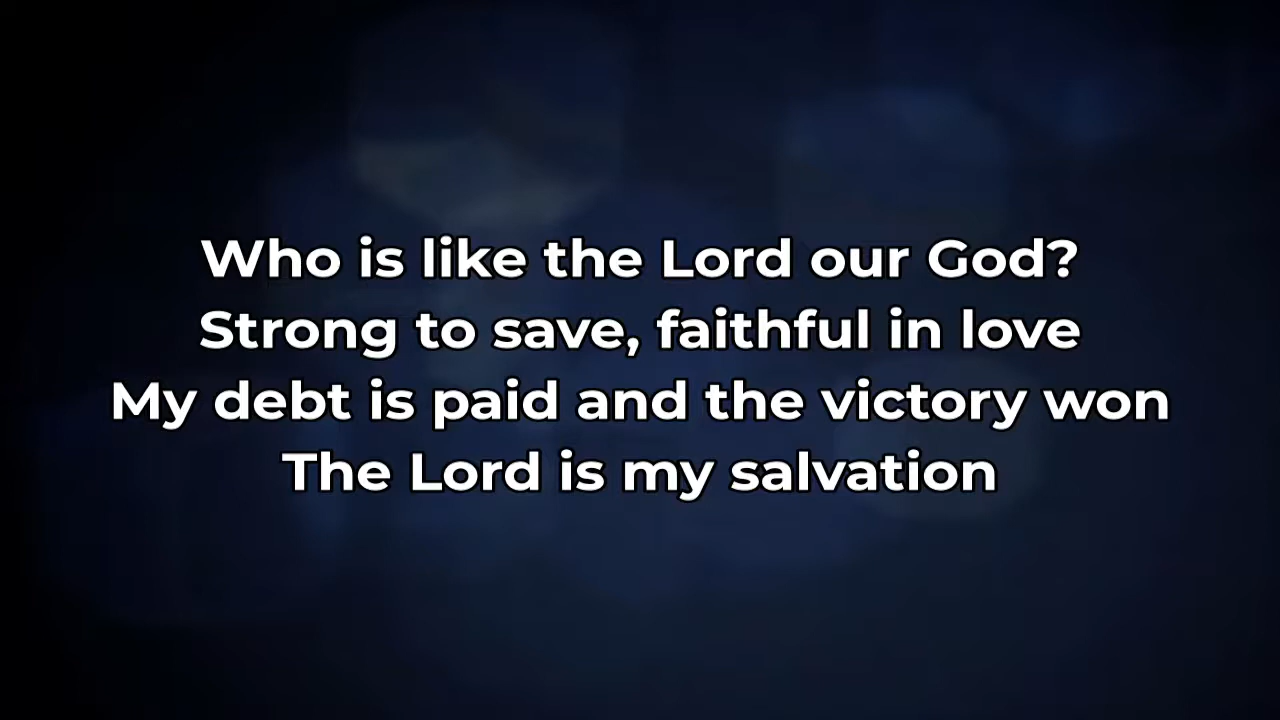 Who is like the Lord our God?
Strong to save, faithful in love
My debt is paid and the victory won
The Lord is my salvation